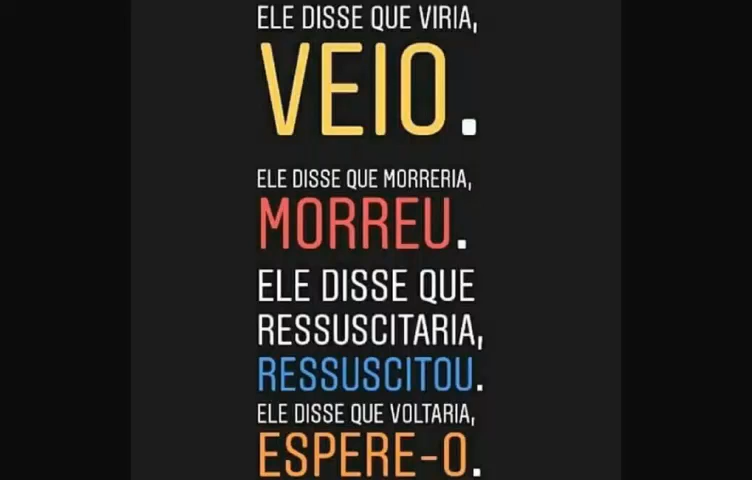 ELE DISSE QUE VIRIA,
VEIO.
ELE DISSE QUE MORRERIA,
MORREU.
ELE DISSE QUE
RESSUSCITARIA,
RESSUSCITOU.
ELE DISSE QUE VOLTARIA,
ESPERE-O.